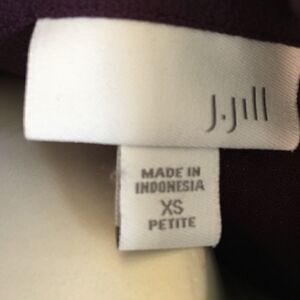 J.Jill
MADE IN
INDONESIA
XS
PETITE